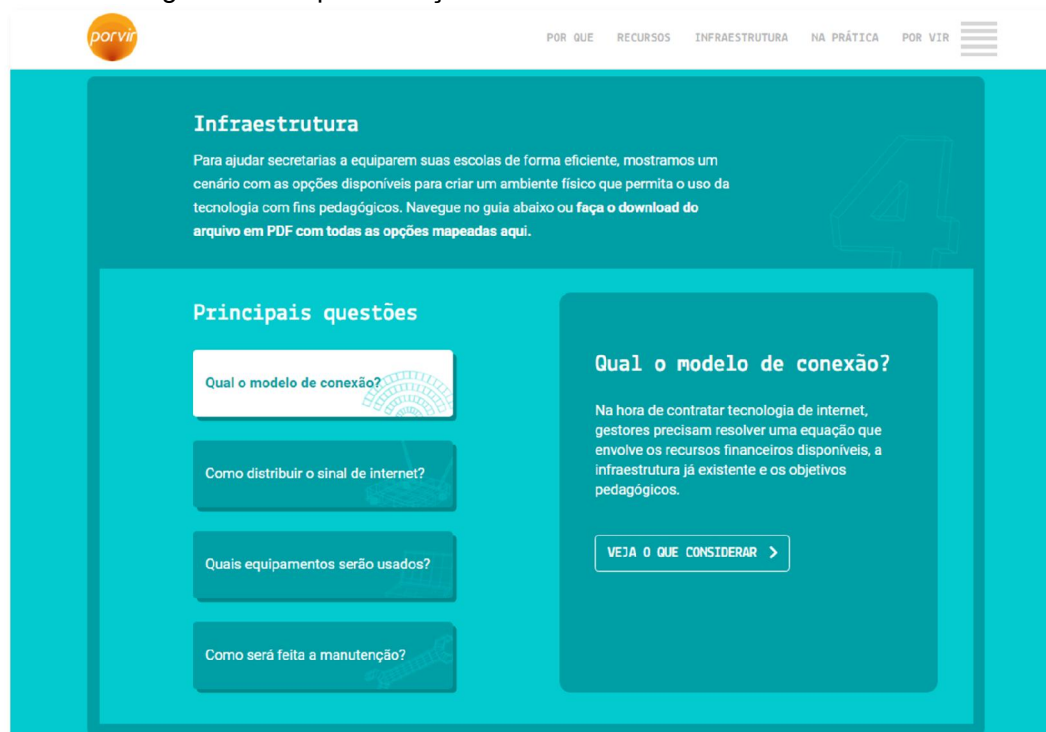 porvir
POR QUE RECURSOS INFRAESTRUTURA NA PRÁTICA POR VIR
Infraestrutura
Para ajudar secretarias a equiparem suas escolas de forma eficiente, mostramos um
cenário com as opções disponíveis para criar um ambiente físico que permita o uso da
tecnologia com fins pedagógicos. Navegue no guia abaixo ou faça o download do
arquivo em PDF com todas as opções mapeadas aqui.
4
Principais questões
Qual o modelo de conexão?
Como distribuir o sinal de internet?
Quais equipamentos serão usados?
Como será feita a manutenção?
Qual o modelo de conexão?
Na hora de contratar tecnologia de internet,
gestores precisam resolver uma equação que
envolve os recursos financeiros disponíveis, a
infraestrutura já existente e os objetivos
pedagógicos.
VEJA O QUE CONSIDERAR